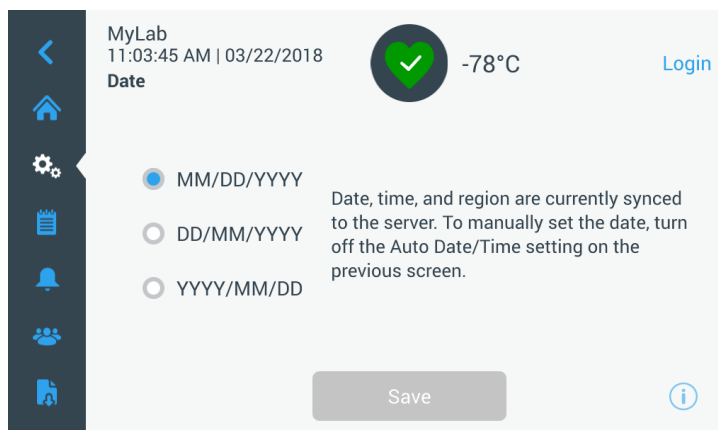 MyLab
11:03:45 AM | 03/22/2018
Date
-78°C
Login
MM/DD/YYYY
DD/MM/YYYY
YYYY/MM/DD
Date, time, and region are currently synced
to the server. To manually set the date, turn
off the Auto Date/Time setting on the
previous screen.
Save
i